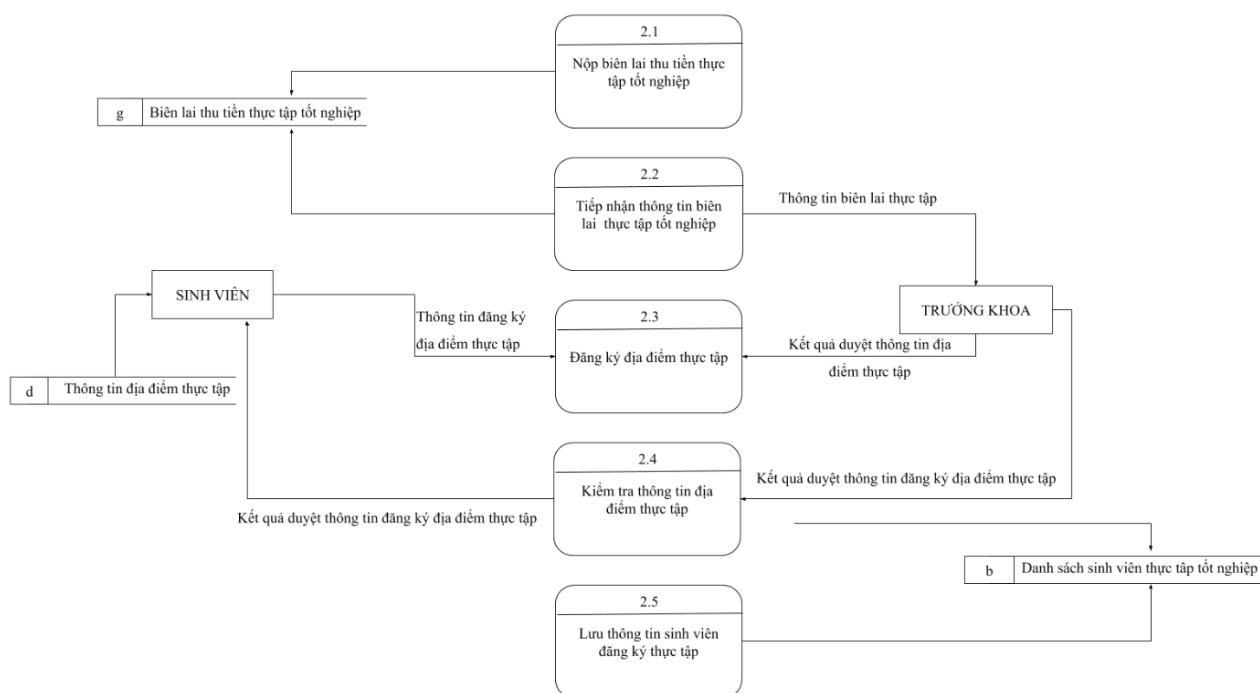 2.1
Nộp biên lai thu tiền thực
tập tốt nghiệp
g
Biên lai thu tiền thực tập tốt nghiệp
2.2
Tiếp nhận thông tin biên
lai thực tập tốt nghiệp
Thông tin biên lai thực tập
SINH VIÊN
TRƯỞNG KHOA
2.3
Đăng ký địa điểm thực tập
Thông tin đăng ký
địa điểm thực tập
Kết quả duyệt thông tin địa
điểm thực tập
d
Thông tin địa điểm thực tập
2.4
Kiểm tra thông tin địa
điểm thực tập
Kết quả duyệt thông tin đăng ký địa điểm thực tập
Kết quả duyệt thông tin đăng ký địa điểm thực tập
b
Danh sách sinh viên thực tâp tốt nghiệp
2.5
Lưu thông tin sinh viên
đăng ký thực tập